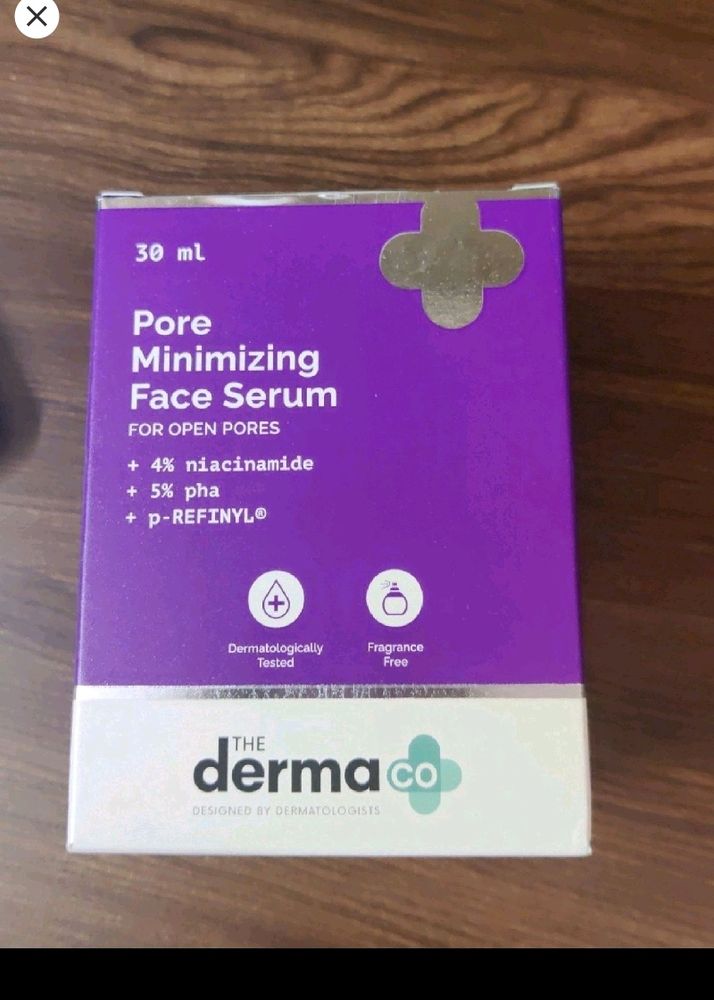 30 ml
Pore
Minimizing
Face Serum
FOR OPEN PORES
+ 4% niacinamide
+ 5% pha
+ p-REFINYL®
Dermatologically
Tested
Fragrance
Free
THE
derma co
DESIGNED BY DERMATOLOGISTS